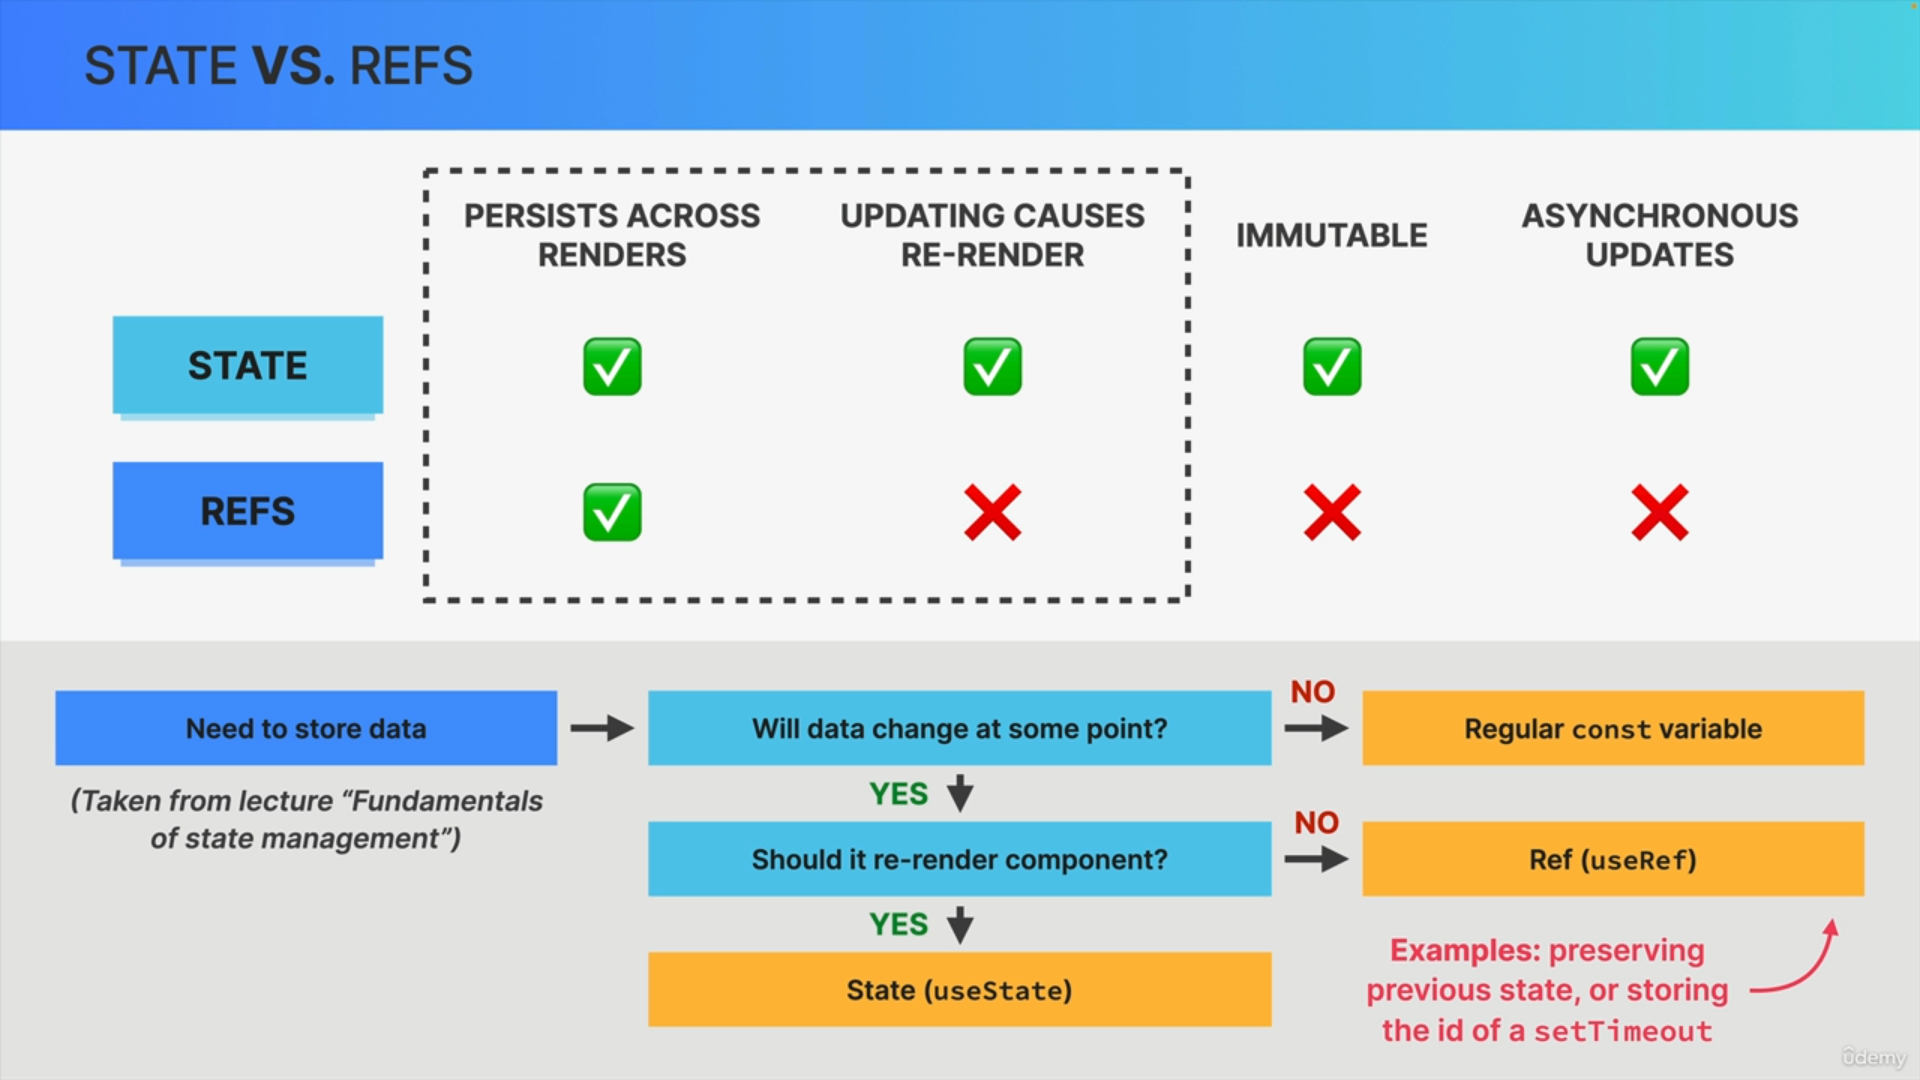 STATE VS. REFS
PERSISTS ACROSS
RENDERS
UPDATING CAUSES
RE-RENDER
IMMUTABLE
ASYNCHRONOUS
UPDATES
STATE
REFS
Need to store data
(Taken from lecture “Fundamentals
of state management”)
Will data change at some point?
NO
Regular const variable
YES
Should it re-render component?
NO
Ref (useRef)
YES
State (useState)
Examples: preserving
previous state, or storing
the id of a setTimeout
ûdemy